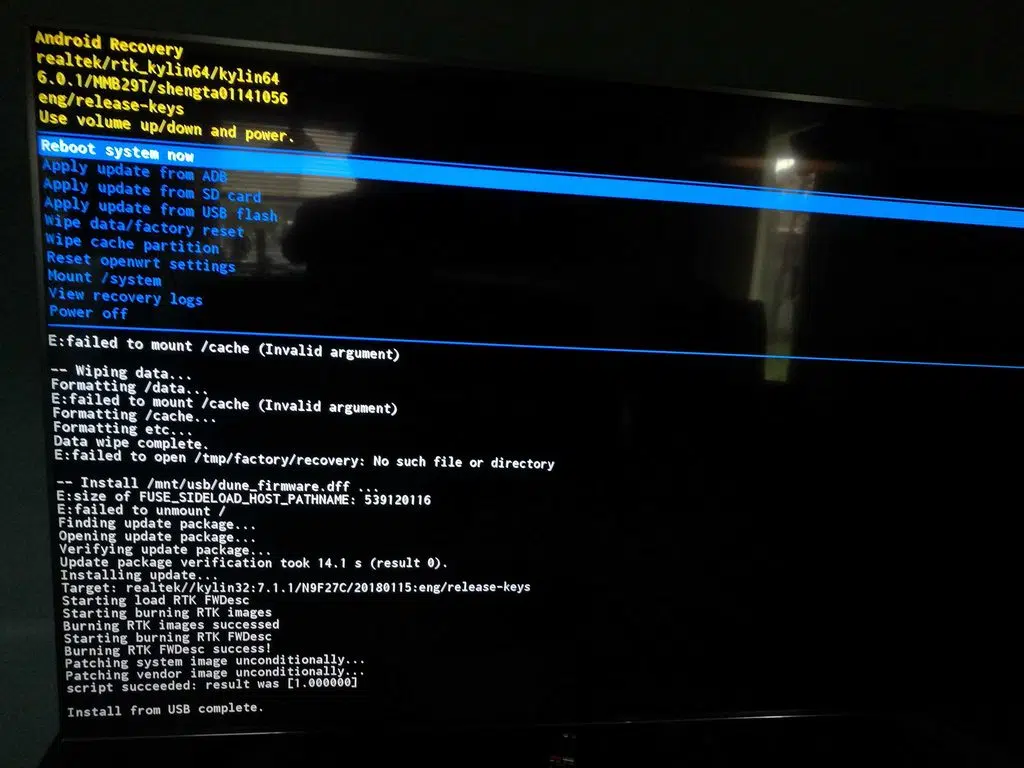 Android Recovery
realtek/rtk_kylin64/kylin64
6.0.1/MMB29T/shengta01141056
eng/release-keys
Use volume up/down and power.
Reboot system now
Apply update from ADB
Apply update from SD card
Apply update from USB flash
Wipe data/factory reset
Wipe cache partition
Reset openwrt settings
Mount /system
View recovery logs
Power off
E:failed to mount /cache (Invalid argument)
-- Wiping data...
Formatting /data...
E:failed to mount /cache (Invalid argument)
Formatting /cache...
Formatting etc...
Data wipe complete.
E:failed to open /tmp/factory/recovery: No such file or directory
-- Install /mnt/usb/dune_firmware.dff ...
E:size of FUSE_SIDELOAD_HOST_PATHNAME: 539120116
E:failed to unmount /
Finding update package...
Opening update package...
Verifying update package...
Update package verification took 14.1 s (result 0).
Installing update...
Target: realtek//kylin32:7.1.1/N9F27C/20180115:eng/release-keys
Starting load RTK FWDesc
Starting burning RTK images
Burning RTK images successed
Starting burning RTK FWDesc
Burning RTK FWDesc success!
Patching system image unconditionally...
Patching vendor image unconditionally...
script succeeded: result was [1.000000]
Install from USB complete.